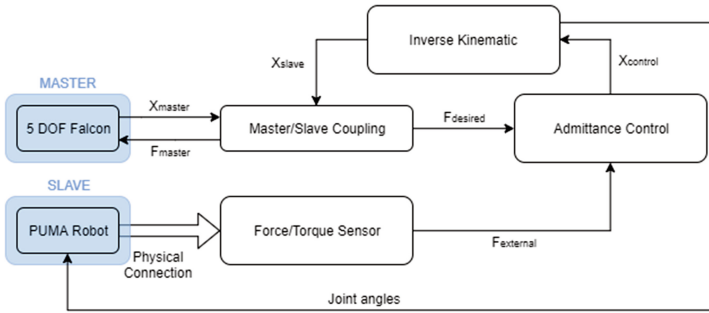 Inverse Kinematic
Xslave
Xcontrol
MASTER
5 DOF Falcon
Xmaster
Fmaster
Master/Slave Coupling
Fdesired
Admittance Control
SLAVE
PUMA Robot
Physical
Connection
Force/Torque Sensor
Fexternal
Joint angles